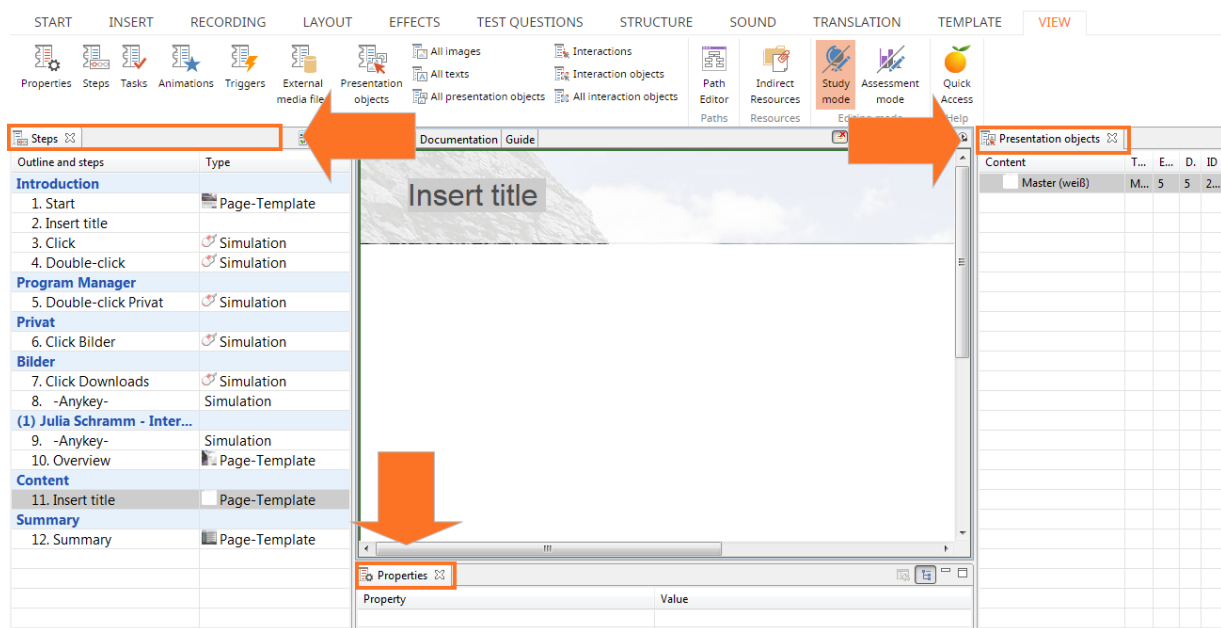 START INSERT RECORDING LAYOUT EFFECTS TEST QUESTIONS STRUCTURE SOUND TRANSLATION TEMPLATE VIEW
Properties Steps Tasks Animations Triggers External media file Presentation objects
All images
All texts
All presentation objects
Interactions
Interaction objects
All interaction objects
Path Editor
Indirect Resources
Study mode
Assessment mode
Quick Access
Paths Resources
Steps
Documentation Guide
Presentation objects
Outline and steps Type
Introduction
1. Start Page-Template
2. Insert title
3. Click Simulation
4. Double-click Simulation
Program Manager
5. Double-click Privat Simulation
Privat
6. Click Bilder Simulation
Bilder
7. Click Downloads Simulation
8. -Anykey- Simulation
(1) Julia Schramm - Inter...
9. -Anykey- Simulation
10. Overview Page-Template
Content
11. Insert title Page-Template
Summary
12. Summary Page-Template
Insert title
Properties
Property Value
Content T... E... D. ID
Master (weiß) M... 5 5 2...